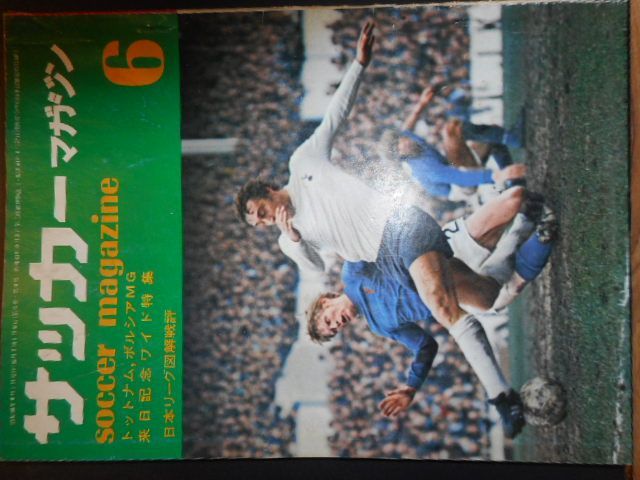 サッカーマガジン
6
soccer magazine
トットナム,ボルシアMG
来日記念ワイド特集
日本リーグ図解戦評